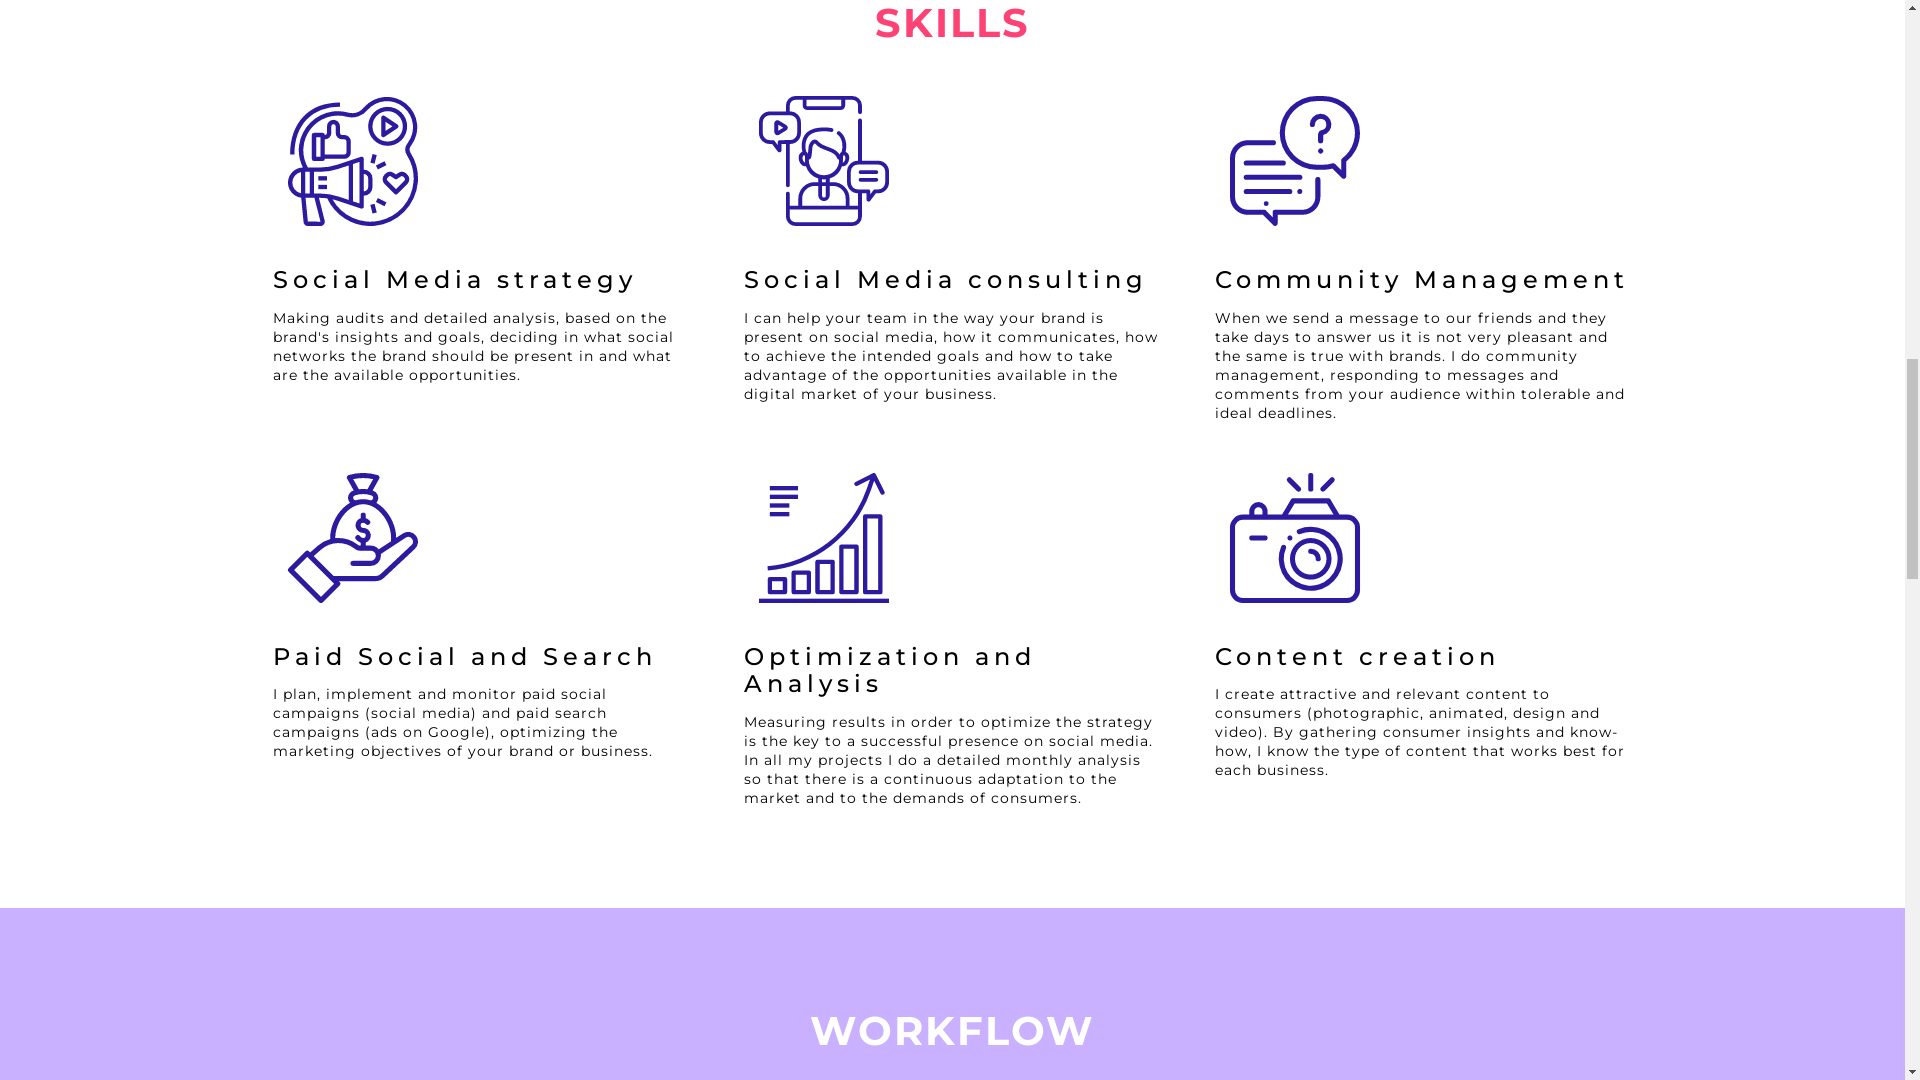 SKILLS
Social Media strategy
Making audits and detailed analysis, based on the
brand's insights and goals, deciding in what social
networks the brand should be present in and what
are the available opportunities.
Social Media consulting
I can help your team in the way your brand is
present on social media, how it communicates, how
to achieve the intended goals and how to take
advantage of the opportunities available in the
digital market of your business.
Community Management
When we send a message to our friends and they
take days to answer us it is not very pleasant and
the same is true with brands. I do community
management, responding to messages and
comments from your audience within tolerable and
ideal deadlines.
$
Paid Social and Search
I plan, implement and monitor paid social
campaigns (social media) and paid search
campaigns (ads on Google), optimizing the
marketing objectives of your brand or business.
Optimization and
Analysis
Measuring results in order to optimize the strategy
is the key to a successful presence on social media.
In all my projects I do a detailed monthly analysis
so that there is a continuous adaptation to the
market and to the demands of consumers.
Content creation
I create attractive and relevant content to
consumers (photographic, animated, design and
video). By gathering consumer insights and know-
how, I know the type of content that works best for
each business.
WORKFLOW